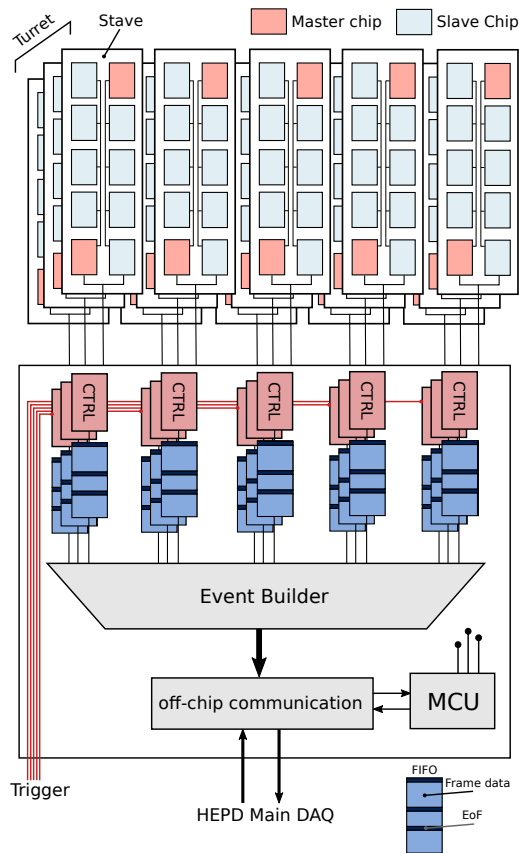 Turret
Stave
Master chip
Slave Chip
CTRL
CTRL
CTRL
CTRL
CTRL
Event Builder
off-chip communication
MCU
Trigger
HEPD Main DAQ
FIFO
Frame data
EoF